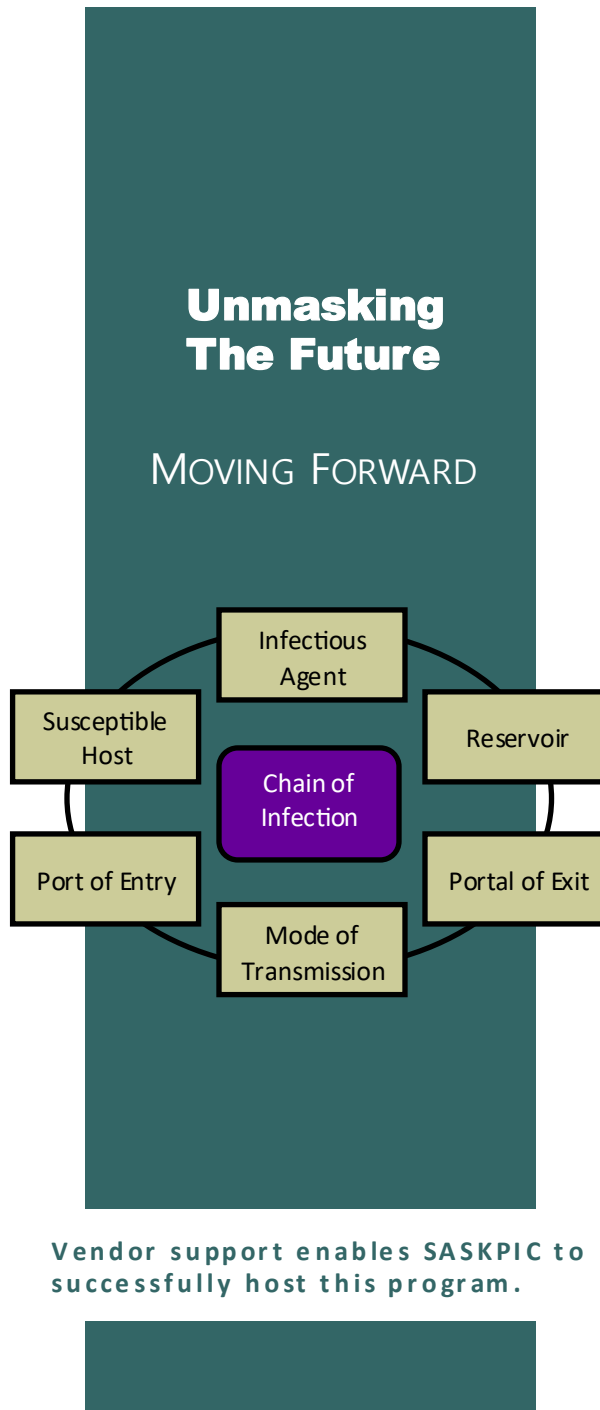 Unmasking
The Future
MOVING FORWARD
Infectious
Agent
Susceptible
Host
Reservoir
Chain of
Infection
Port of Entry
Portal of Exit
Mode of
Transmission
Vendor support enables SASKPIC to
successfully host this program.